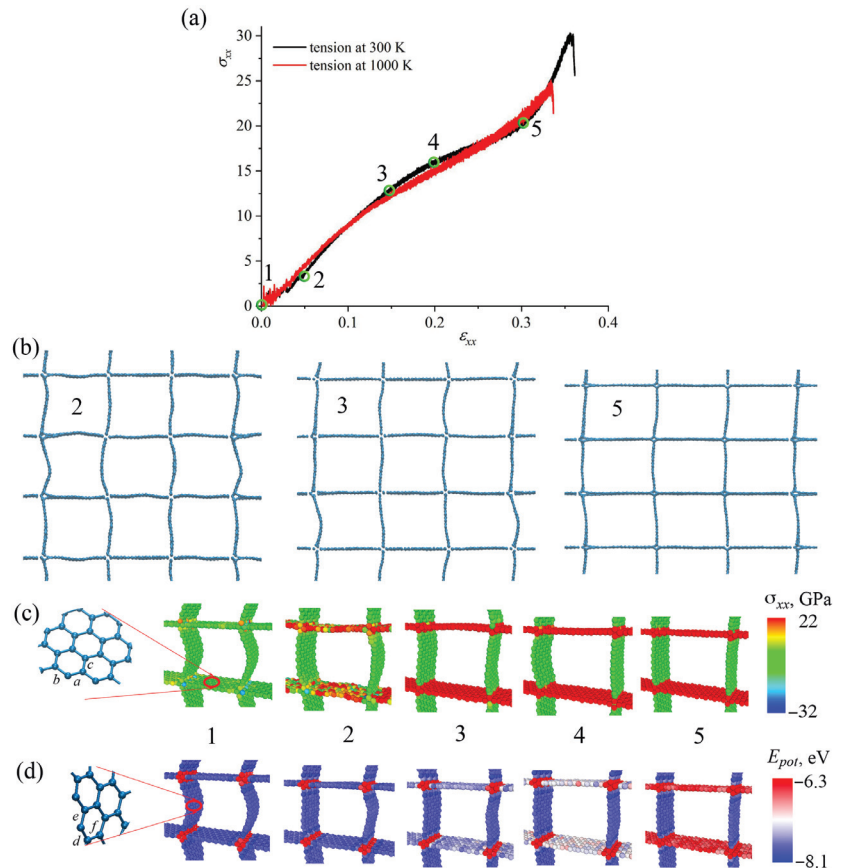 (a)
30
25
20
15
10
5
0
σxx
tension at 300 K
tension at 1000 K
1
2
3
4
5
0.0 0.1 0.2 0.3 0.4
εxx
(b)
2
3
5
(c)
σxx, GPa
22
−32
b a c
1 2 3 4 5
(d)
Epot, eV
−6.3
−8.1
e
f
d